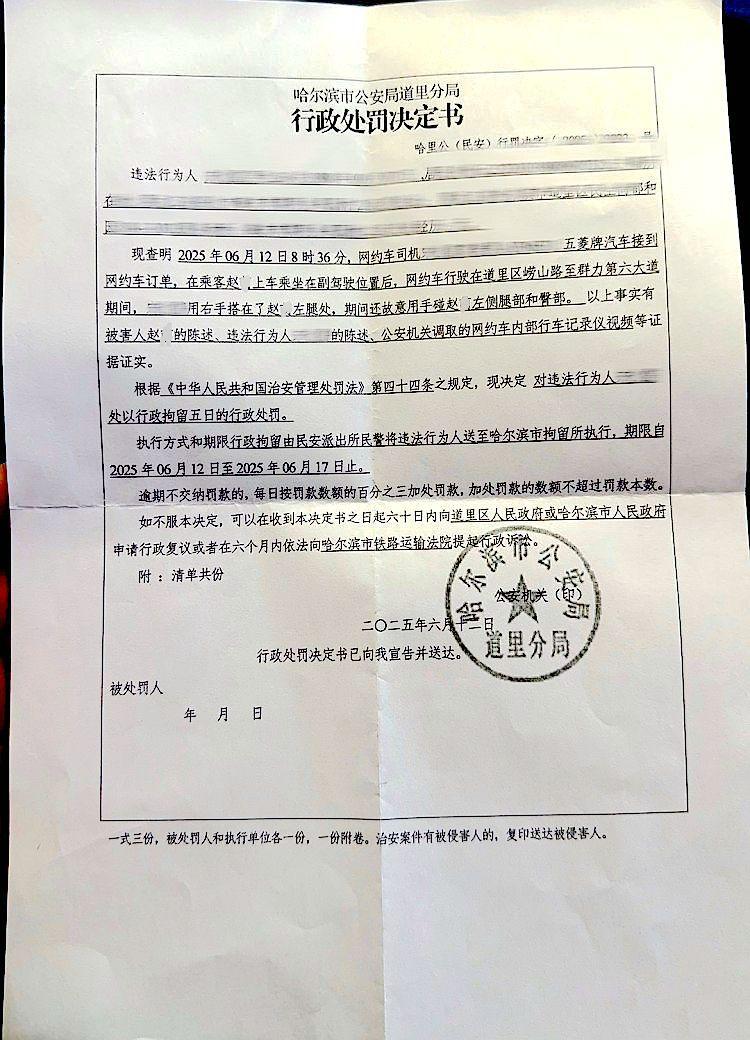 哈尔滨市公安局道里分局
行政处罚决定书
哈里公（民安）行罚决字
违法行为人
在
部和
现查明 2025 年 06 月 12 日 8 时 36 分，网约车司机 五菱牌汽车接到
网约车订单，在乘客赵 上车乘坐在副驾驶位置后，网约车行驶在道里区崂山路至群力第六大道
期间， 用右手搭在了赵 左腿处，期间还故意用手碰赵 左侧腿部和臀部。以上事实有
被害人赵 的陈述、违法行为人 的陈述、公安机关调取的网约车内部行车记录仪视频等证
据证实。
根据《中华人民共和国治安管理处罚法》第四十四条之规定，现决定 对违法行为人
处以行政拘留五日的行政处罚。
执行方式和期限行政拘留由民安派出所民警将违法行为人送至哈尔滨市拘留所执行，期限自
2025 年 06 月 12 日至 2025 年 06 月 17 日止。
逾期不交纳罚款的，每日按罚款数额的百分之三加处罚款，加处罚款的数额不超过罚款本数。
如不服本决定，可以在收到本决定书之日起六十日内向道里区人民政府或哈尔滨市人民政府
申请行政复议或者在六个月内依法向哈尔滨市铁路运输法院提起行政诉讼。
附：清单共份
公安机关（印）
哈尔滨市公安局
道里分局
二〇二五年六月十二日
行政处罚决定书已向我宣告并送达。
被处罚人
年 月 日
一式三份，被处罚人和执行单位各一份，一份附卷。治安案件有被侵害人的，复印送达被侵害人。